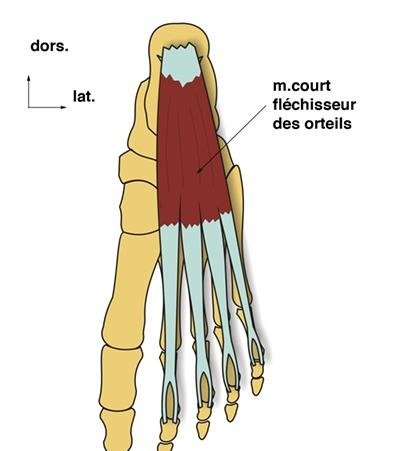 dors.
lat.
m.court
fléchisseur
des orteils